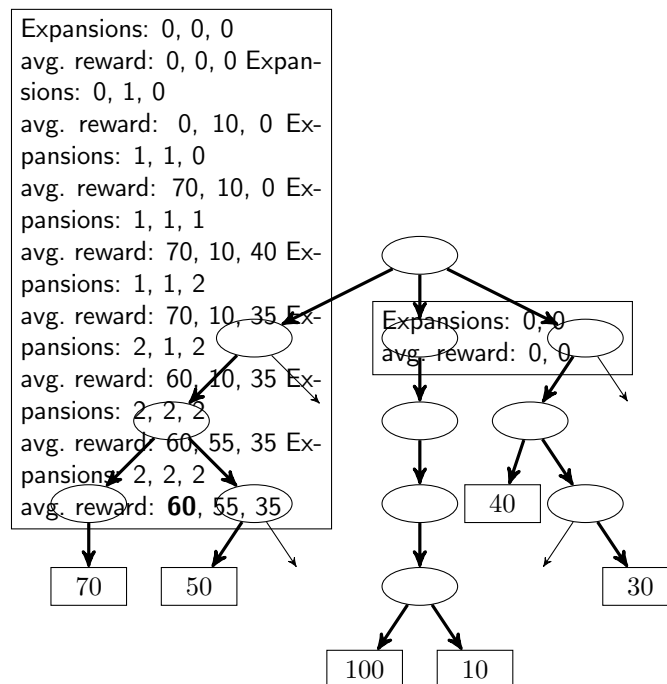 Expansions: 0, 0, 0
avg. reward: 0, 0, 0 Expan-
sions: 0, 1, 0
avg. reward: 0, 10, 0 Ex-
pansions: 1, 1, 0
avg. reward: 70, 10, 0 Ex-
pansions: 1, 1, 1
avg. reward: 70, 10, 40 Ex-
pansions: 1, 1, 2
avg. reward: 70, 10, 35 Ex-
pansions: 2, 1, 2
avg. reward: 60, 10, 35 Ex-
pansions: 2, 2, 2
avg. reward: 60, 55, 35 Ex-
pansions: 2, 2, 2
avg. reward: 60, 55, 35
Expansions: 0, 0
avg. reward: 0, 0
40
70
50
30
100
10